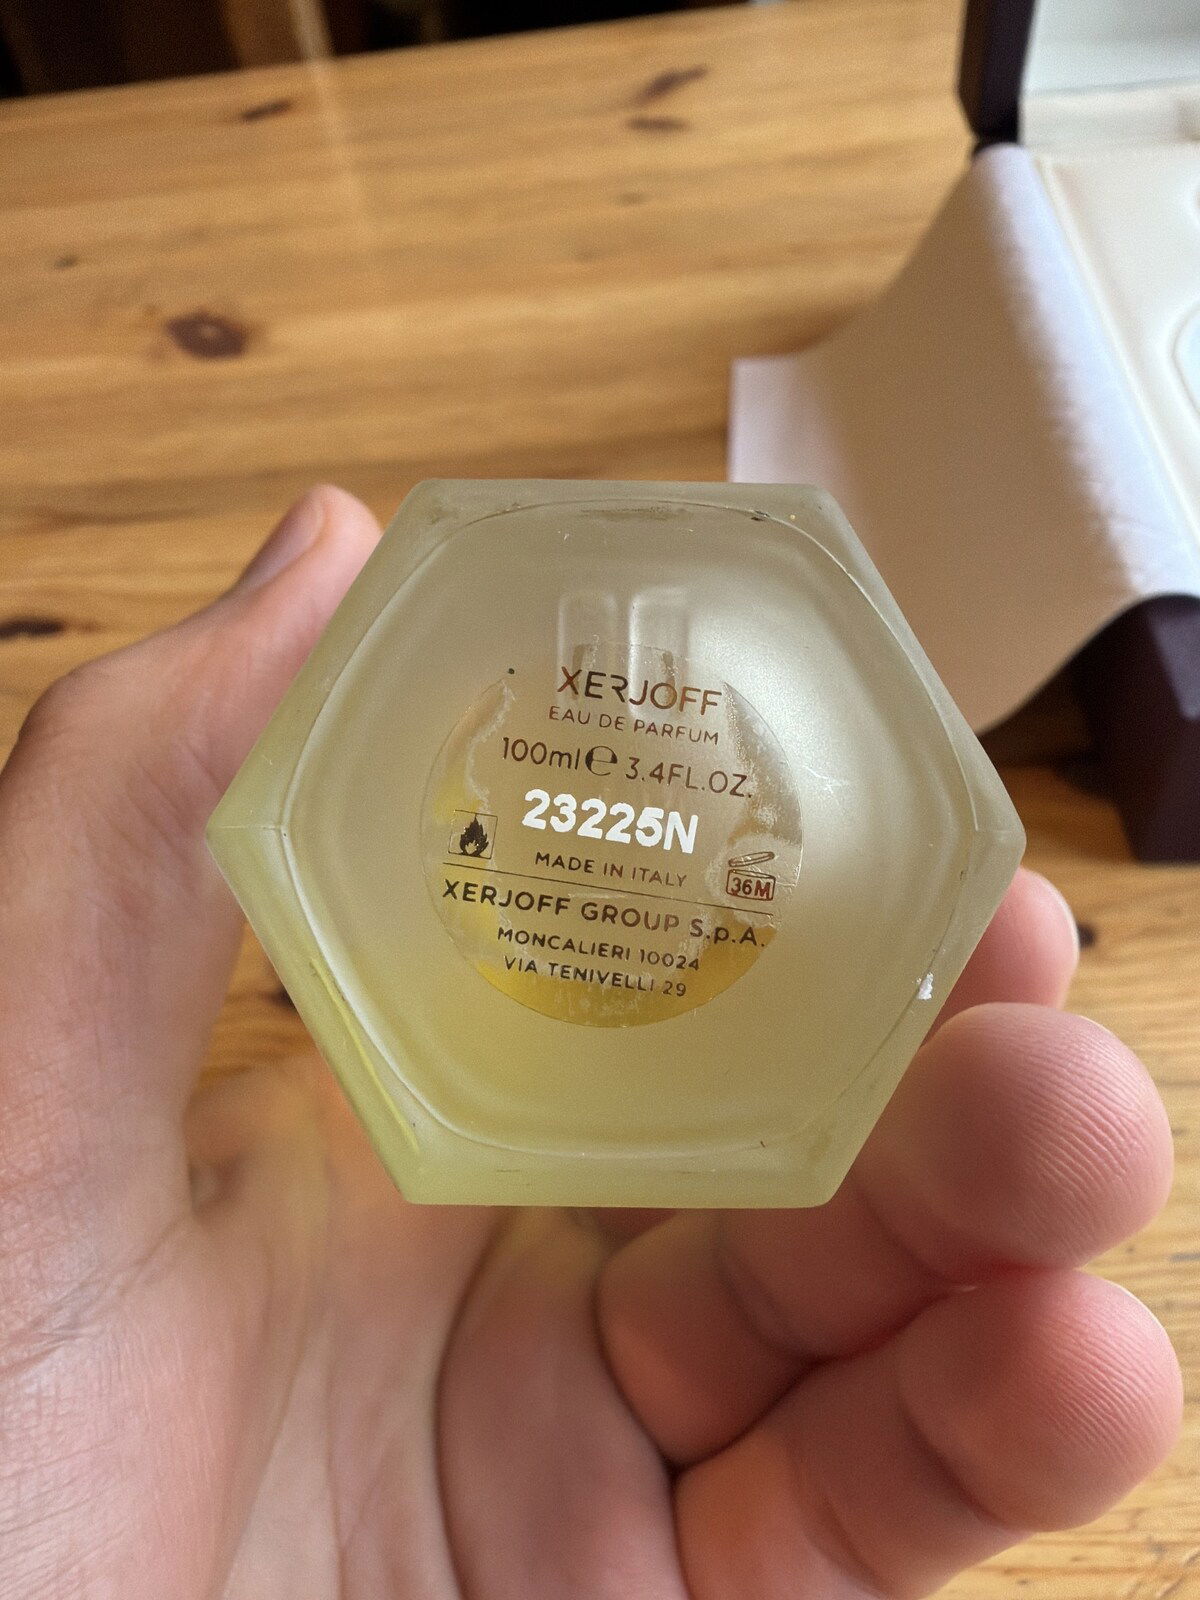 XERJOFF
EAU DE PARFUM
100ml ℮ 3.4FL.OZ.
23225N
MADE IN ITALY
36M
XERJOFF GROUP S.p.A.
MONCALIERI 10024
VIA TENIVELLI 29